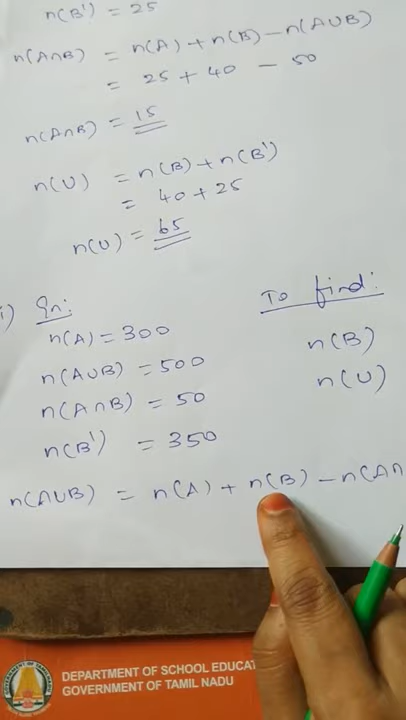 n(B') = 25
n(A∩B) = n(A) + n(B) - n(A∪B)
= 25 + 40 - 50
n(A∩B) = 15
n(U) = n(B) + n(B')
= 40 + 25
n(U) = 65
i) Gn:
To find:
n(A) = 300
n(B)
n(A∪B) = 500
n(U)
n(A∩B) = 50
n(B') = 350
n(A∪B) = n(A) + n(B) - n(A∩
DEPARTMENT OF SCHOOL EDUCAT
GOVERNMENT OF TAMIL NADU